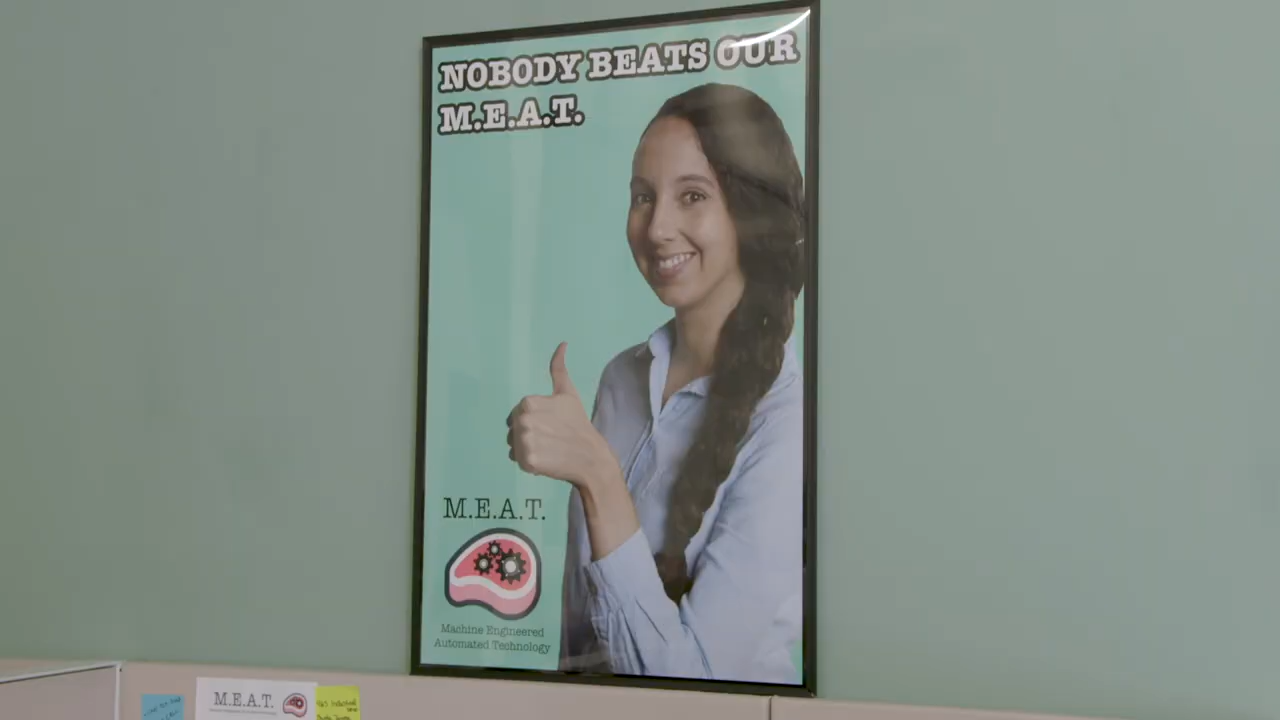 NOBODY BEATS OUR
M.E.A.T.
M.E.A.T.
Machine Engineered
Automated Technology
M.E.A.T.